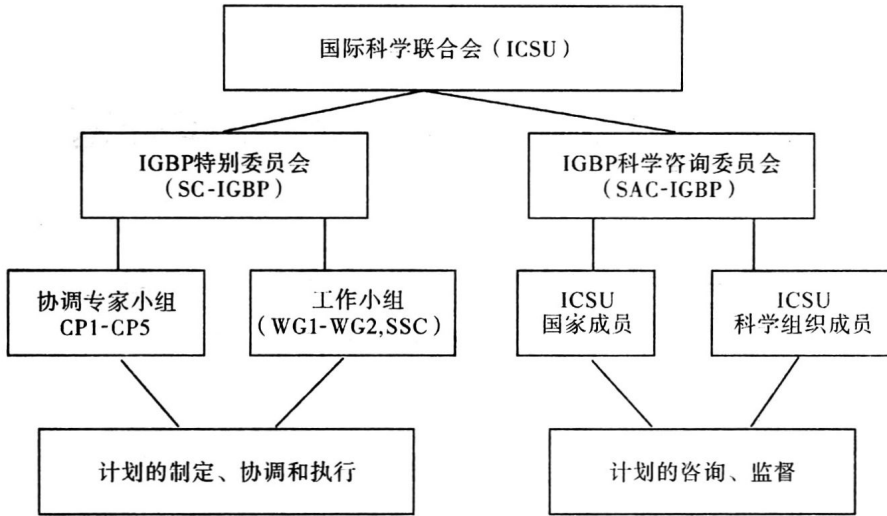 国际科学联合会(ICSU)
IGBP特别委员会
(SC-IGBP)
IGBP科学咨询委员会
(SAC-IGBP)
协调专家小组
CP1-CP5
工作小组
(WG1-WG2,SSC)
ICSU
国家成员
ICSU
科学组织成员
计划的制定、协调和执行
计划的咨询、监督